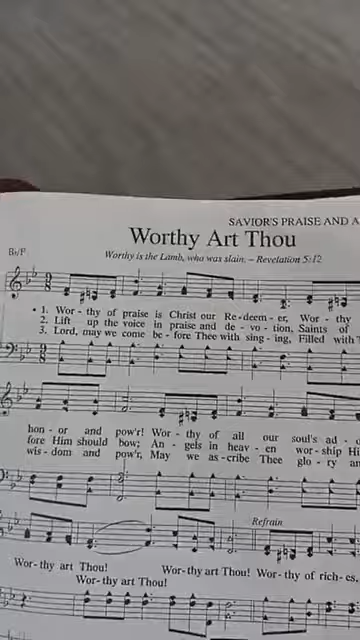 SAVIOR'S PRAISE AND A
Worthy Art Thou
Worthy is the Lamb, who was slain. – Revelation 5:12
B♭/F
1. Wor - thy of praise is Christ our Re - deem - er, Wor - thy
2. Lift up the voice in praise and de - vo - tion, Saints of
3. Lord, may we come be - fore Thee with sing - ing, Filled with
hon - or and pow'r! Wor - thy of all our soul's ad -
fore Him should bow; An - gels in heav - en wor - ship Hi
wis - dom and pow'r, May we as - cribe Thee glo - ry an
Refrain
Wor - thy art Thou! Wor - thy art Thou! Wor - thy of rich - es,
Wor - thy art Thou!